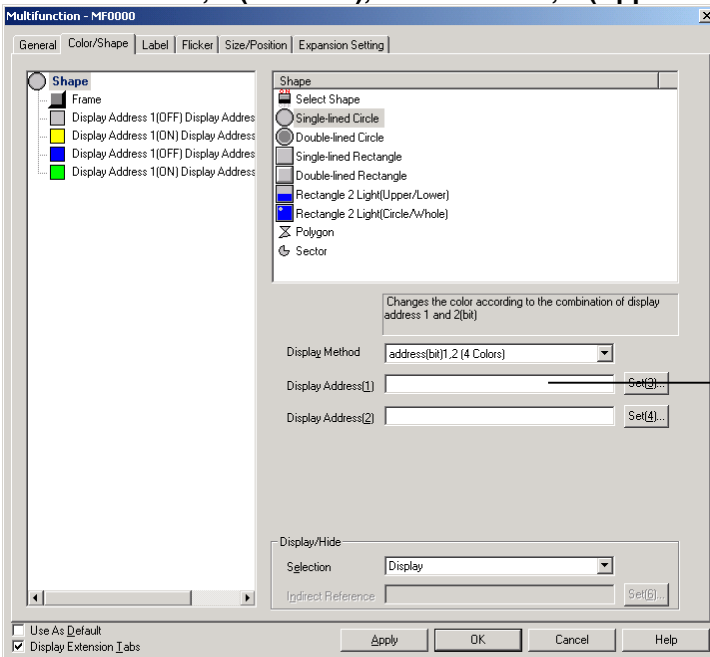 Multifunction - MF0000
General Color/Shape Label Flicker Size/Position Expansion Setting
Shape
Frame
Display Address 1(OFF) Display Addres
Display Address 1(ON) Display Address
Display Address 1(OFF) Display Addres
Display Address 1(ON) Display Address
Shape
Select Shape
Single-lined Circle
Double-lined Circle
Single-lined Rectangle
Double-lined Rectangle
Rectangle 2 Light(Upper/Lower)
Rectangle 2 Light(Circle/Whole)
Polygon
Sector
Changes the color according to the combination of display
address 1 and 2(bit)
Display Method address(bit)1,2 (4 Colors)
Display Address(1) Set(3)...
Display Address(2) Set(4)...
Display/Hide
Selection Display
Indirect Reference Set(6)...
Use As Default
Display Extension Tabs
Apply OK Cancel Help